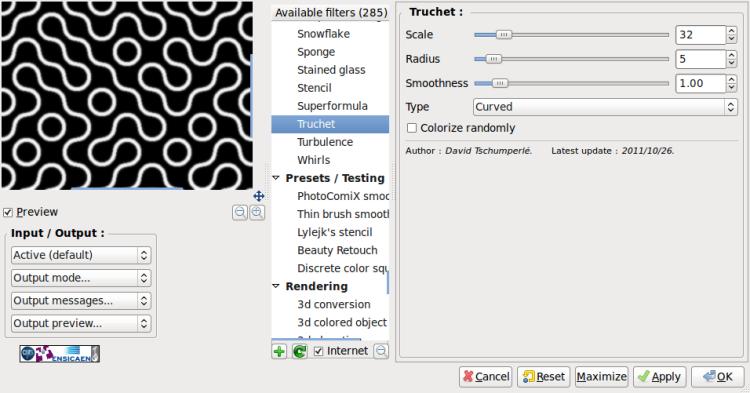 Preview
Input / Output :
Active (default)
Output mode...
Output messages...
Output preview...
ENSICAEN
Available filters (285)
Snowflake
Sponge
Stained glass
Stencil
Superformula
Truchet
Turbulence
Whirls
Presets / Testing
PhotoComiX smoo
Thin brush smooth
Lylejk's stencil
Beauty Retouch
Discrete color squ
Rendering
3d conversion
3d colored object
Internet
Truchet :
Scale 32
Radius 5
Smoothness 1.00
Type Curved
Colorize randomly
Author : David Tschumperlé. Latest update : 2011/10/26.
Cancel Reset Maximize Apply OK